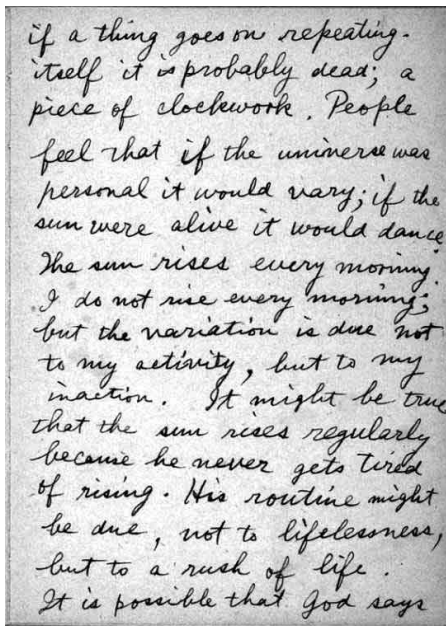 if a thing goes on repeating
itself it is probably dead; a
piece of clockwork. People
feel that if the uninverse was
personal it would vary; if the
sun were alive it would dance.
The sun rises every morning.
I do not rise every morning;
but the variation is due not
to my activity, but to my
inaction. It might be true
that the sun rises regularly
because he never gets tired
of rising. His routine might
be due, not to lifelessness,
but to a rush of life.
It is possible that God says